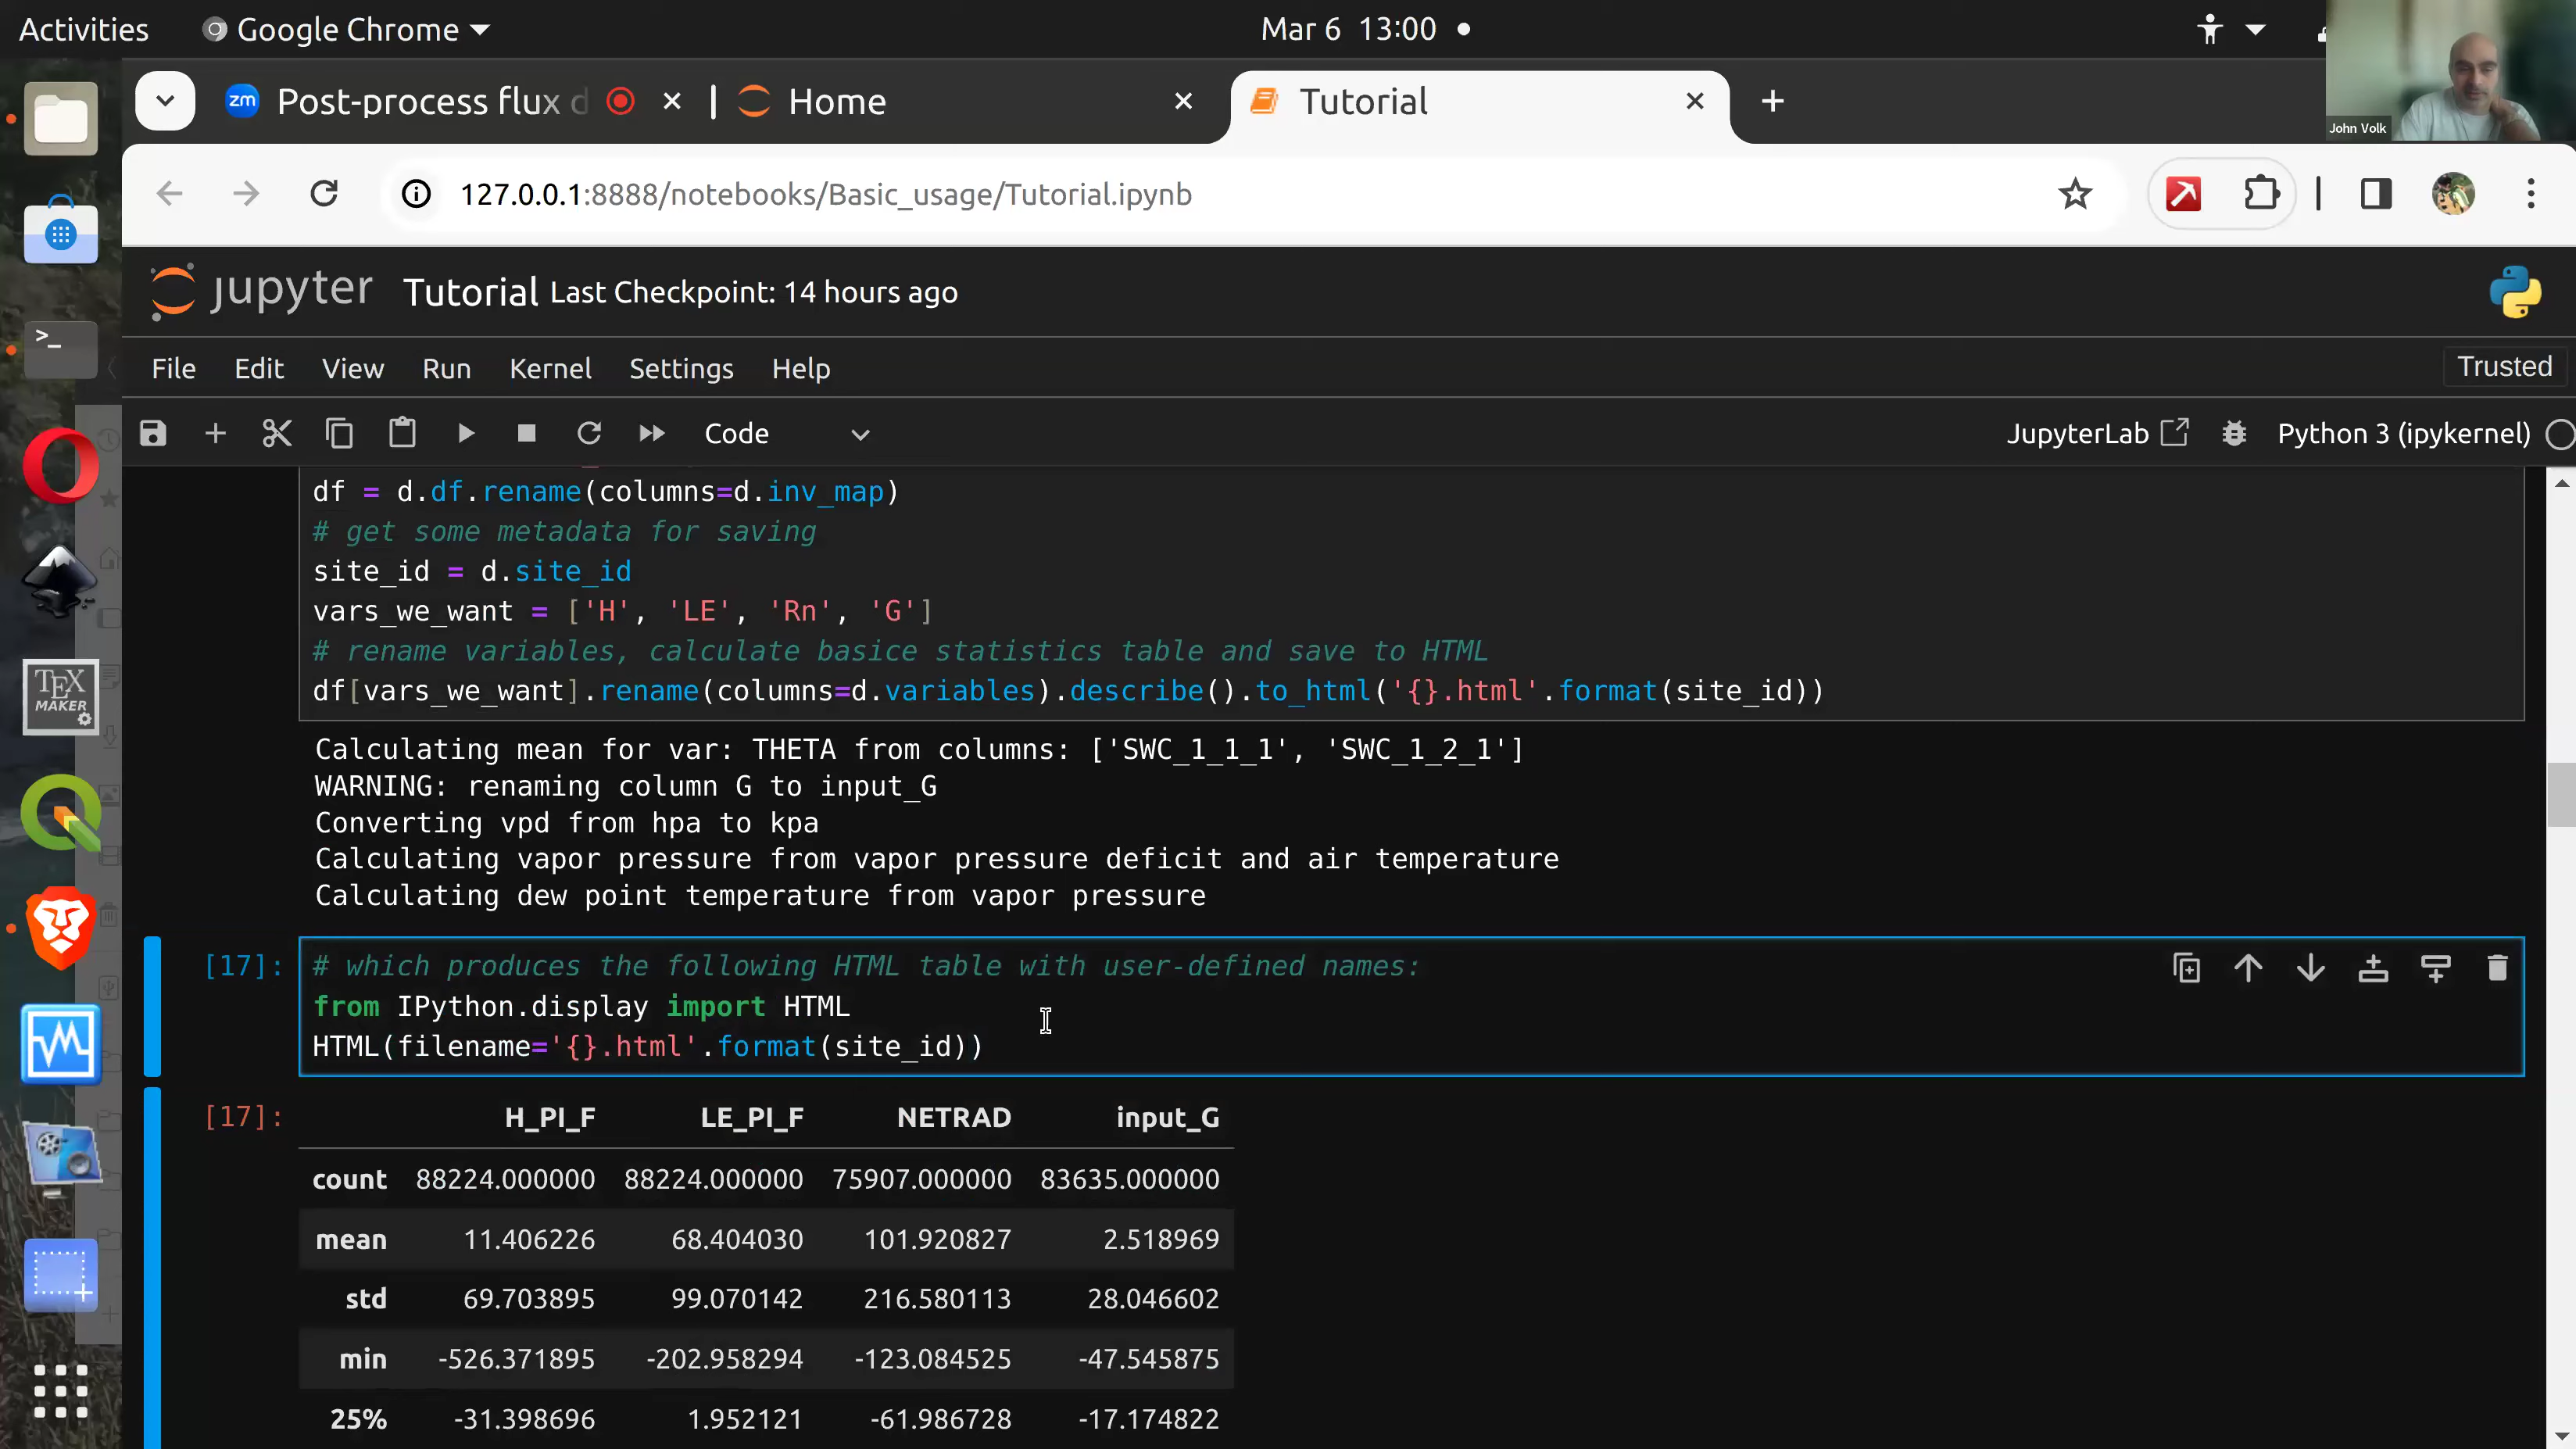 Activities
Google Chrome
Mar 6 13:00
John Volk
zm Post-process flux d
Home
Tutorial
127.0.0.1:8888/notebooks/Basic_usage/Tutorial.ipynb
jupyter Tutorial Last Checkpoint: 14 hours ago
File Edit View Run Kernel Settings Help
Trusted
Code
JupyterLab
Python 3 (ipykernel)
TEX
MAKER
df = d.df.rename(columns=d.inv_map)
# get some metadata for saving
site_id = d.site_id
vars_we_want = ['H', 'LE', 'Rn', 'G']
# rename variables, calculate basice statistics table and save to HTML
df[vars_we_want].rename(columns=d.variables).describe().to_html('{}.html'.format(site_id))
Calculating mean for var: THETA from columns: ['SWC_1_1_1', 'SWC_1_2_1']
WARNING: renaming column G to input_G
Converting vpd from hpa to kpa
Calculating vapor pressure from vapor pressure deficit and air temperature
Calculating dew point temperature from vapor pressure
[17]:
# which produces the following HTML table with user-defined names:
from IPython.display import HTML
HTML(filename='{}.html'.format(site_id))
[17]:
H_PI_F LE_PI_F NETRAD input_G
count 88224.000000 88224.000000 75907.000000 83635.000000
mean 11.406226 68.404030 101.920827 2.518969
std 69.703895 99.070142 216.580113 28.046602
min -526.371895 -202.958294 -123.084525 -47.545875
25% -31.398696 1.952121 -61.986728 -17.174822